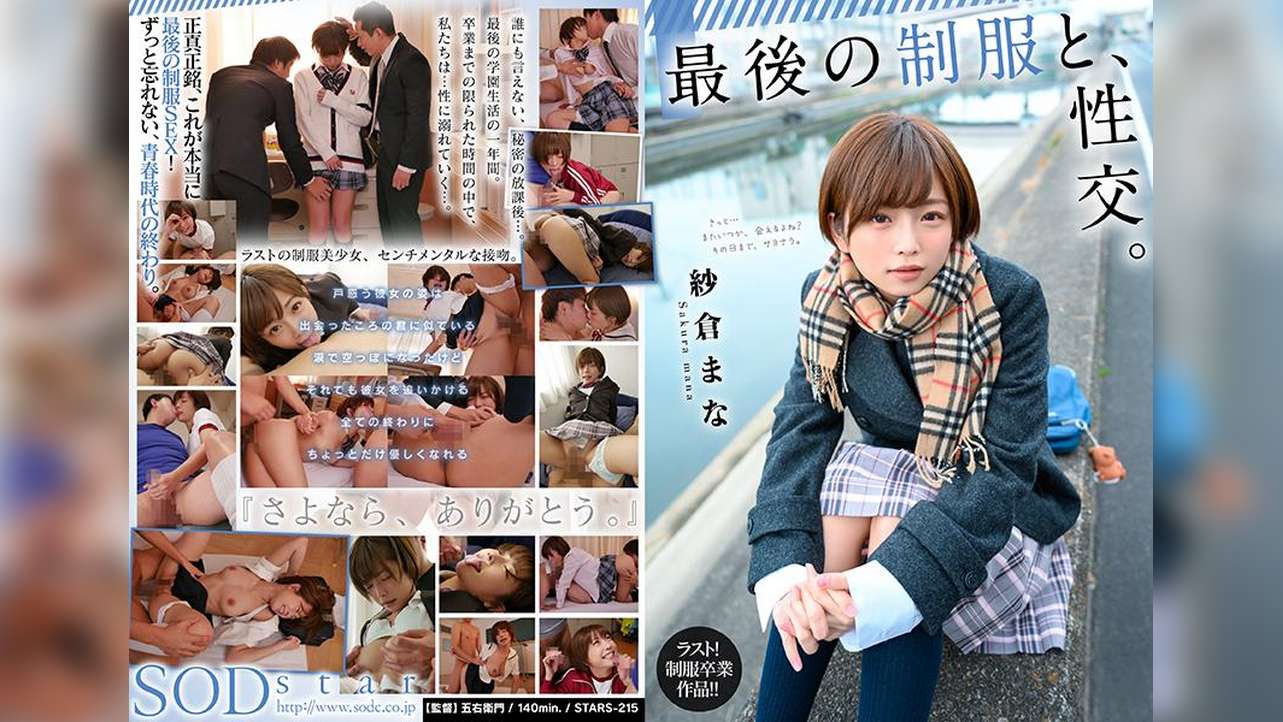 正真正銘、これが本当に
最後の制服SEX!
ずっと忘れない、青春時代の終わり。
誰にも言えない、秘密の放課後…。
最後の学園生活の一年間。
卒業までの限られた時間の中で、
私たちは…性に溺れていく…。
ラストの制服美少女、センチメンタルな接吻。
戸惑う彼女の姿は
出会ったころの君に似ている
涙で空っぽになったけど
それでも彼女を追いかける
全ての終わりに
ちょっとだけ優しくなれる
『さよなら、ありがとう。』
SODstar
http://www.sodc.co.jp
【監督】五右衛門 / 140min. / STARS-215
最後の制服と、
性交。
きっと…
またいつか、会えるよね?
その日まで、サヨナラ。
紗倉まな
Sakura mana
ラスト!
制服卒業
作品!!